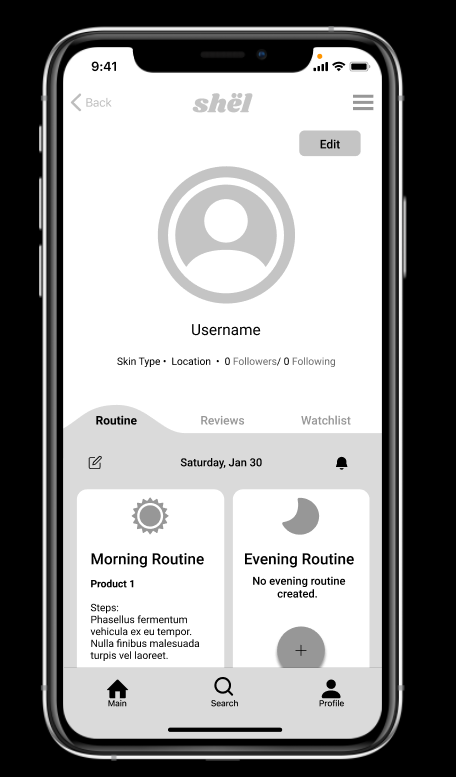 9:41
Back
shël
Edit
Username
Skin Type • Location • 0 Followers/ 0 Following
Routine
Reviews
Watchlist
Saturday, Jan 30
Morning Routine
Product 1
Steps:
Phasellus fermentum
vehicula ex eu tempor.
Nulla finibus malesuada
turpis vel laoreet.
Evening Routine
No evening routine
created.
+
Main
Search
Profile